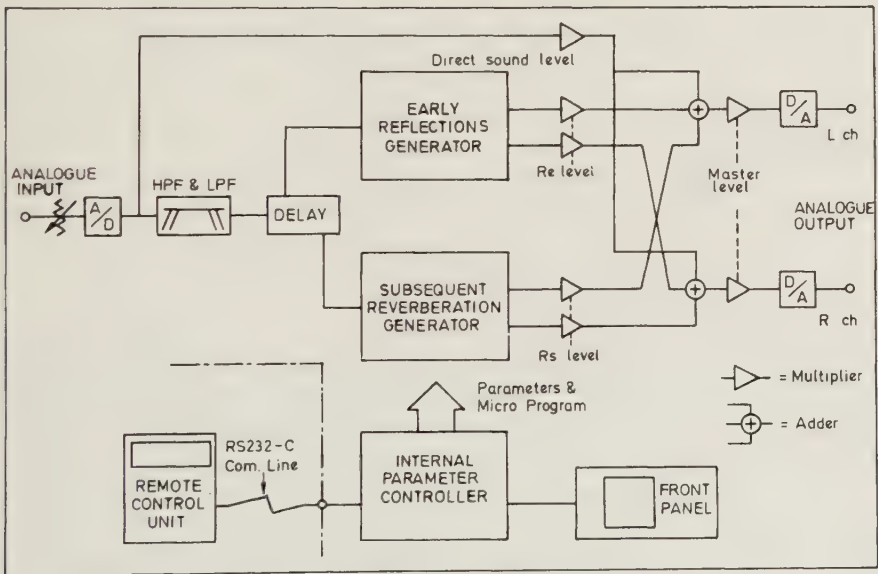 Direct sound level
EARLY
REFLECTIONS
GENERATOR
Re level
D/A
L ch
Master
level
ANALOGUE
INPUT
A/D
HPF & LPF
DELAY
ANALOGUE
OUTPUT
SUBSEQUENT
REVERBERATION
GENERATOR
Rs level
D/A
R ch
Parameters &
Micro Program
= Multiplier
= Adder
RS232-C
Com. Line
REMOTE
CONTROL
UNIT
INTERNAL
PARAMETER
CONTROLLER
FRONT
PANEL